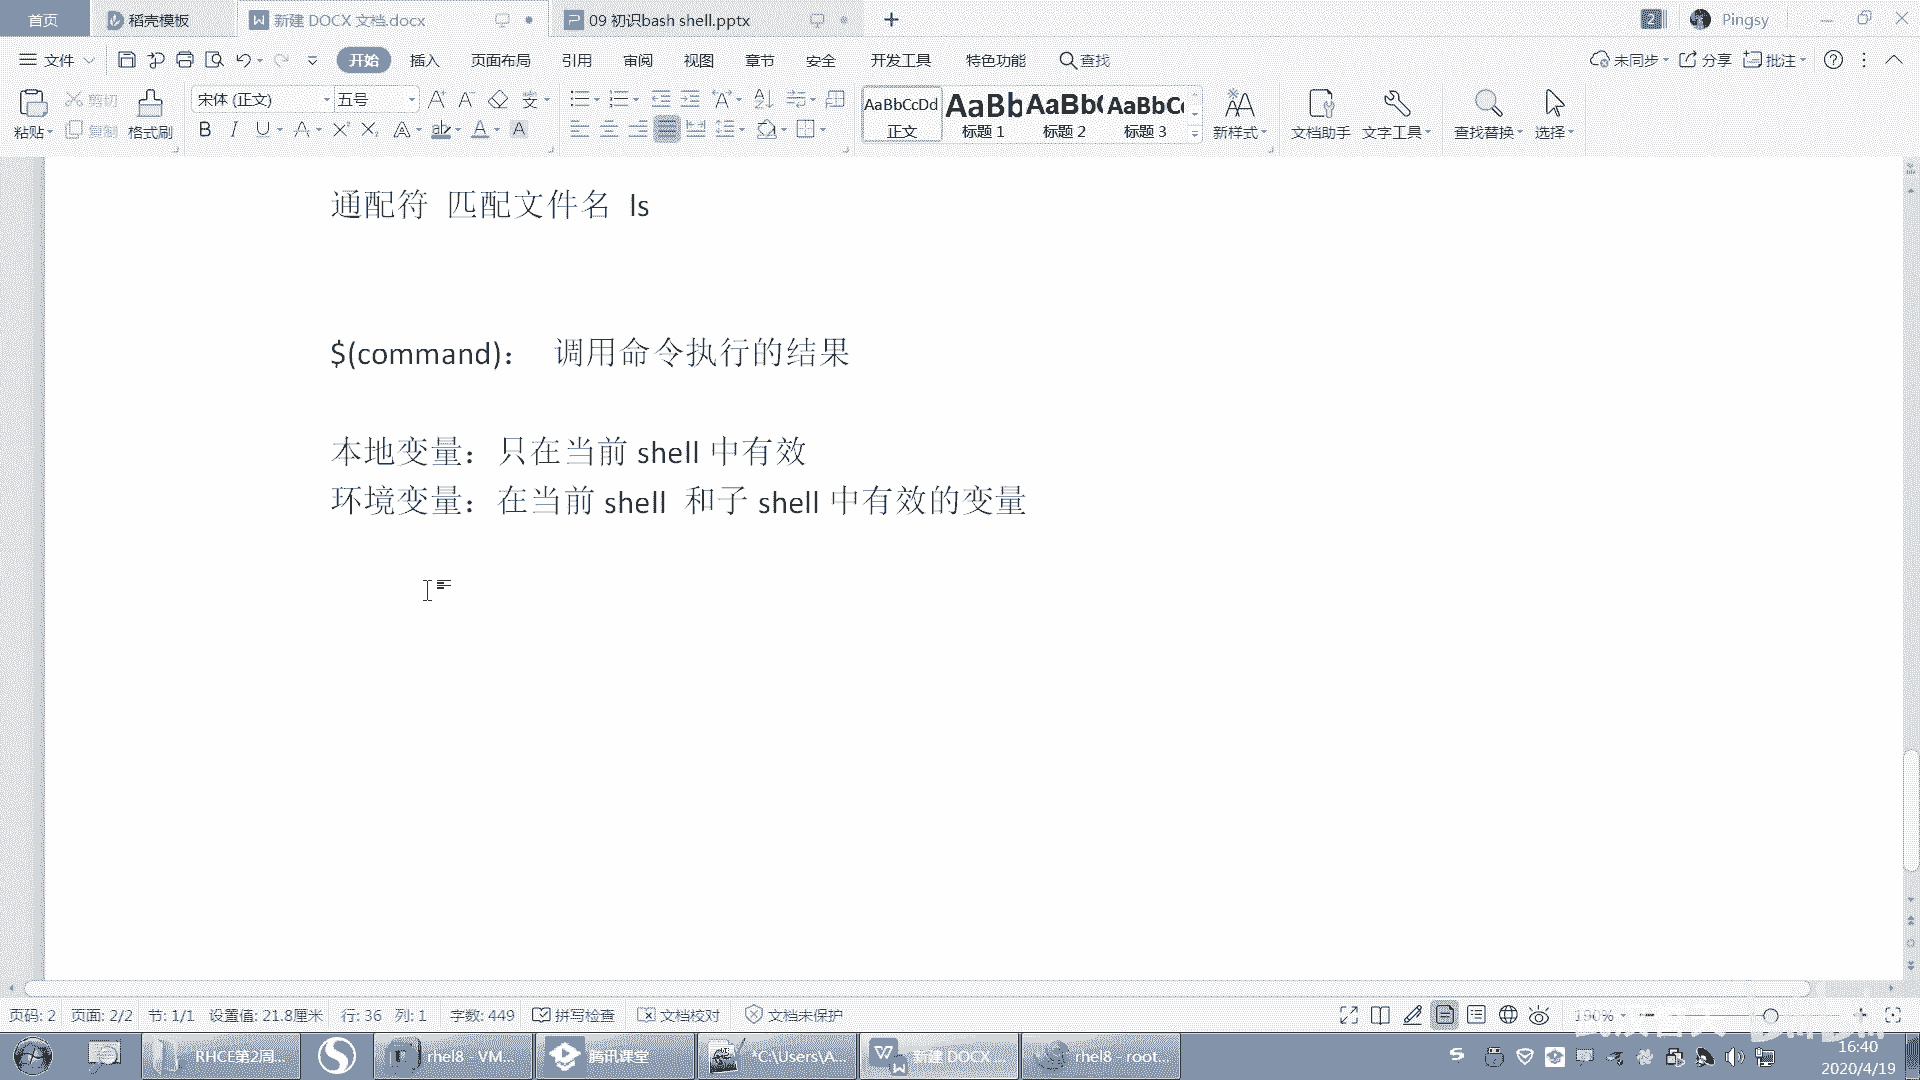 首页 稻壳模板 新建 DOCX 文档.docx 09 初识bash shell.pptx 2 Pingsy
文件 开始 插入 页面布局 引用 审阅 视图 章节 安全 开发工具 特色功能 查找 未同步 分享 批注
粘贴 剪切 复制 格式刷 宋体 (正文) 五号 AaBbCcDd 正文 AaBb 标题 1 AaBb( 标题 2 AaBbC 标题 3 新样式 文档助手 文字工具 查找替换 选择
通配符 匹配文件名 ls
$(command)： 调用命令执行的结果
本地变量：只在当前 shell 中有效
环境变量：在当前 shell 和子 shell 中有效的变量
页码: 2 页面: 2/2 节: 1/1 设置值: 21.8厘米 行: 36 列: 1 字数: 449 拼写检查 文档校对 文档未保护 190%
RHCE第2周... rhel8 - VM... 腾讯课堂 *C:\Users\A... 新建 DOCX ... rhel8 - root...
16:40
2020/4/19